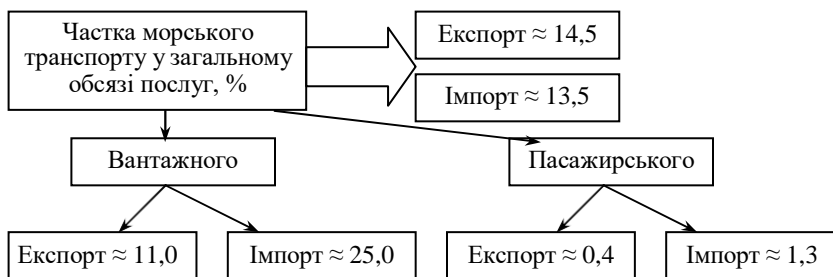 Частка морського
транспорту у загальному
обсязі послуг, %
Експорт ≈ 14,5
Імпорт ≈ 13,5
Вантажного
Пасажирського
Експорт ≈ 11,0
Імпорт ≈ 25,0
Експорт ≈ 0,4
Імпорт ≈ 1,3